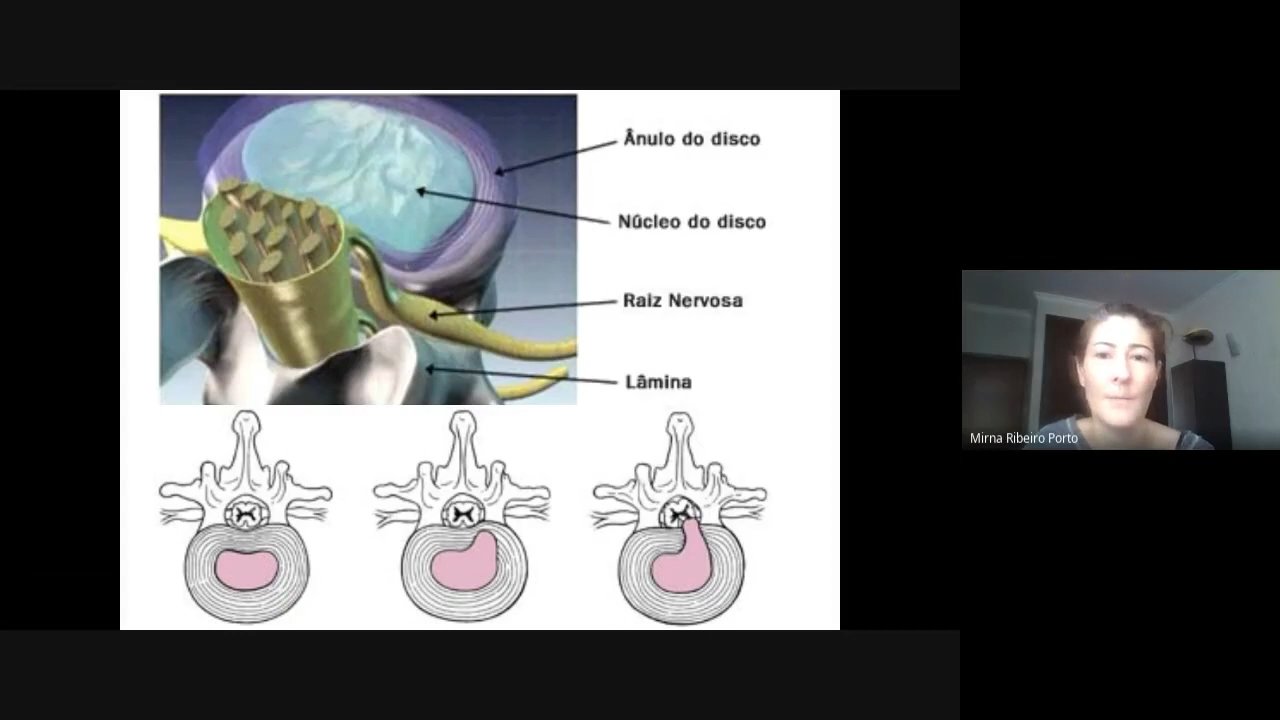 Ânulo do disco
Núcleo do disco
Raiz Nervosa
Lâmina
Mirna Ribeiro Porto